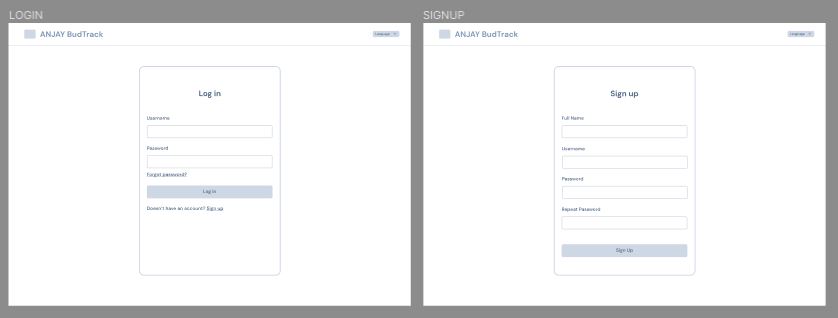 LOGIN
ANJAY BudTrack
Language
Log in
Username
Password
Forgot password?
Log in
Doesn't have an account? Sign up
SIGNUP
ANJAY BudTrack
Language
Sign up
Full Name
Username
Password
Repeat Password
Sign Up